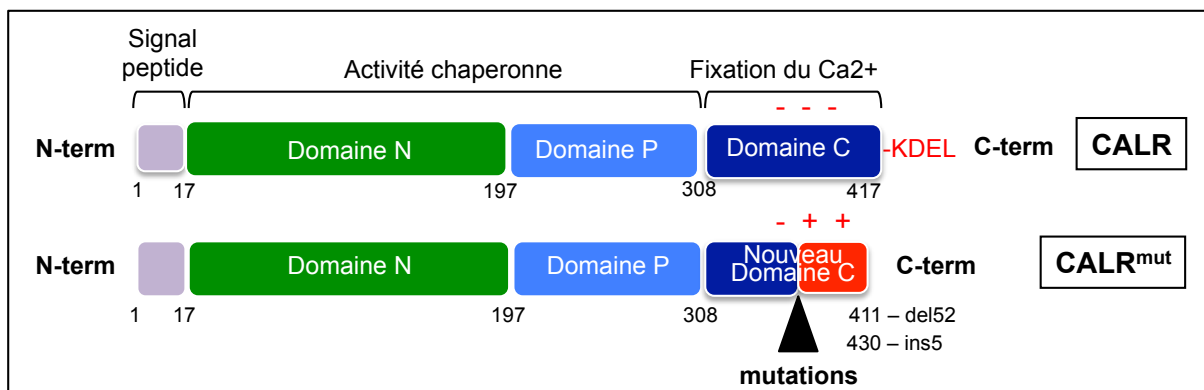 Signal
peptide
Activité chaperonne
Fixation du Ca2+
- - -
N-term
Domaine N
Domaine P
Domaine C
-KDEL
C-term
CALR
1
17
197
308
417
- + +
N-term
Domaine N
Domaine P
Nouveau
Domaine C
C-term
CALRmut
1
17
197
308
411 – del52
430 – ins5
mutations